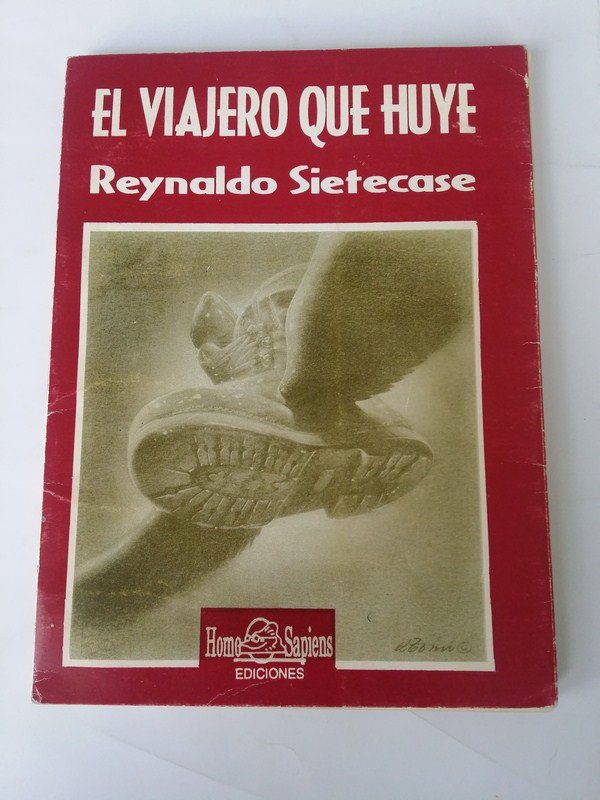 EL VIAJERO QUE HUYE
Reynaldo Sietecase
Homo Sapiens
EDICIONES